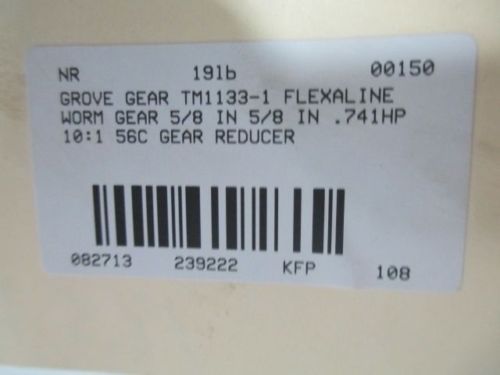 NR 19lb 00150
GROVE GEAR TM1133-1 FLEXALINE
WORM GEAR 5/8 IN 5/8 IN .741HP
10:1 56C GEAR REDUCER
082713 239222 KFP 108